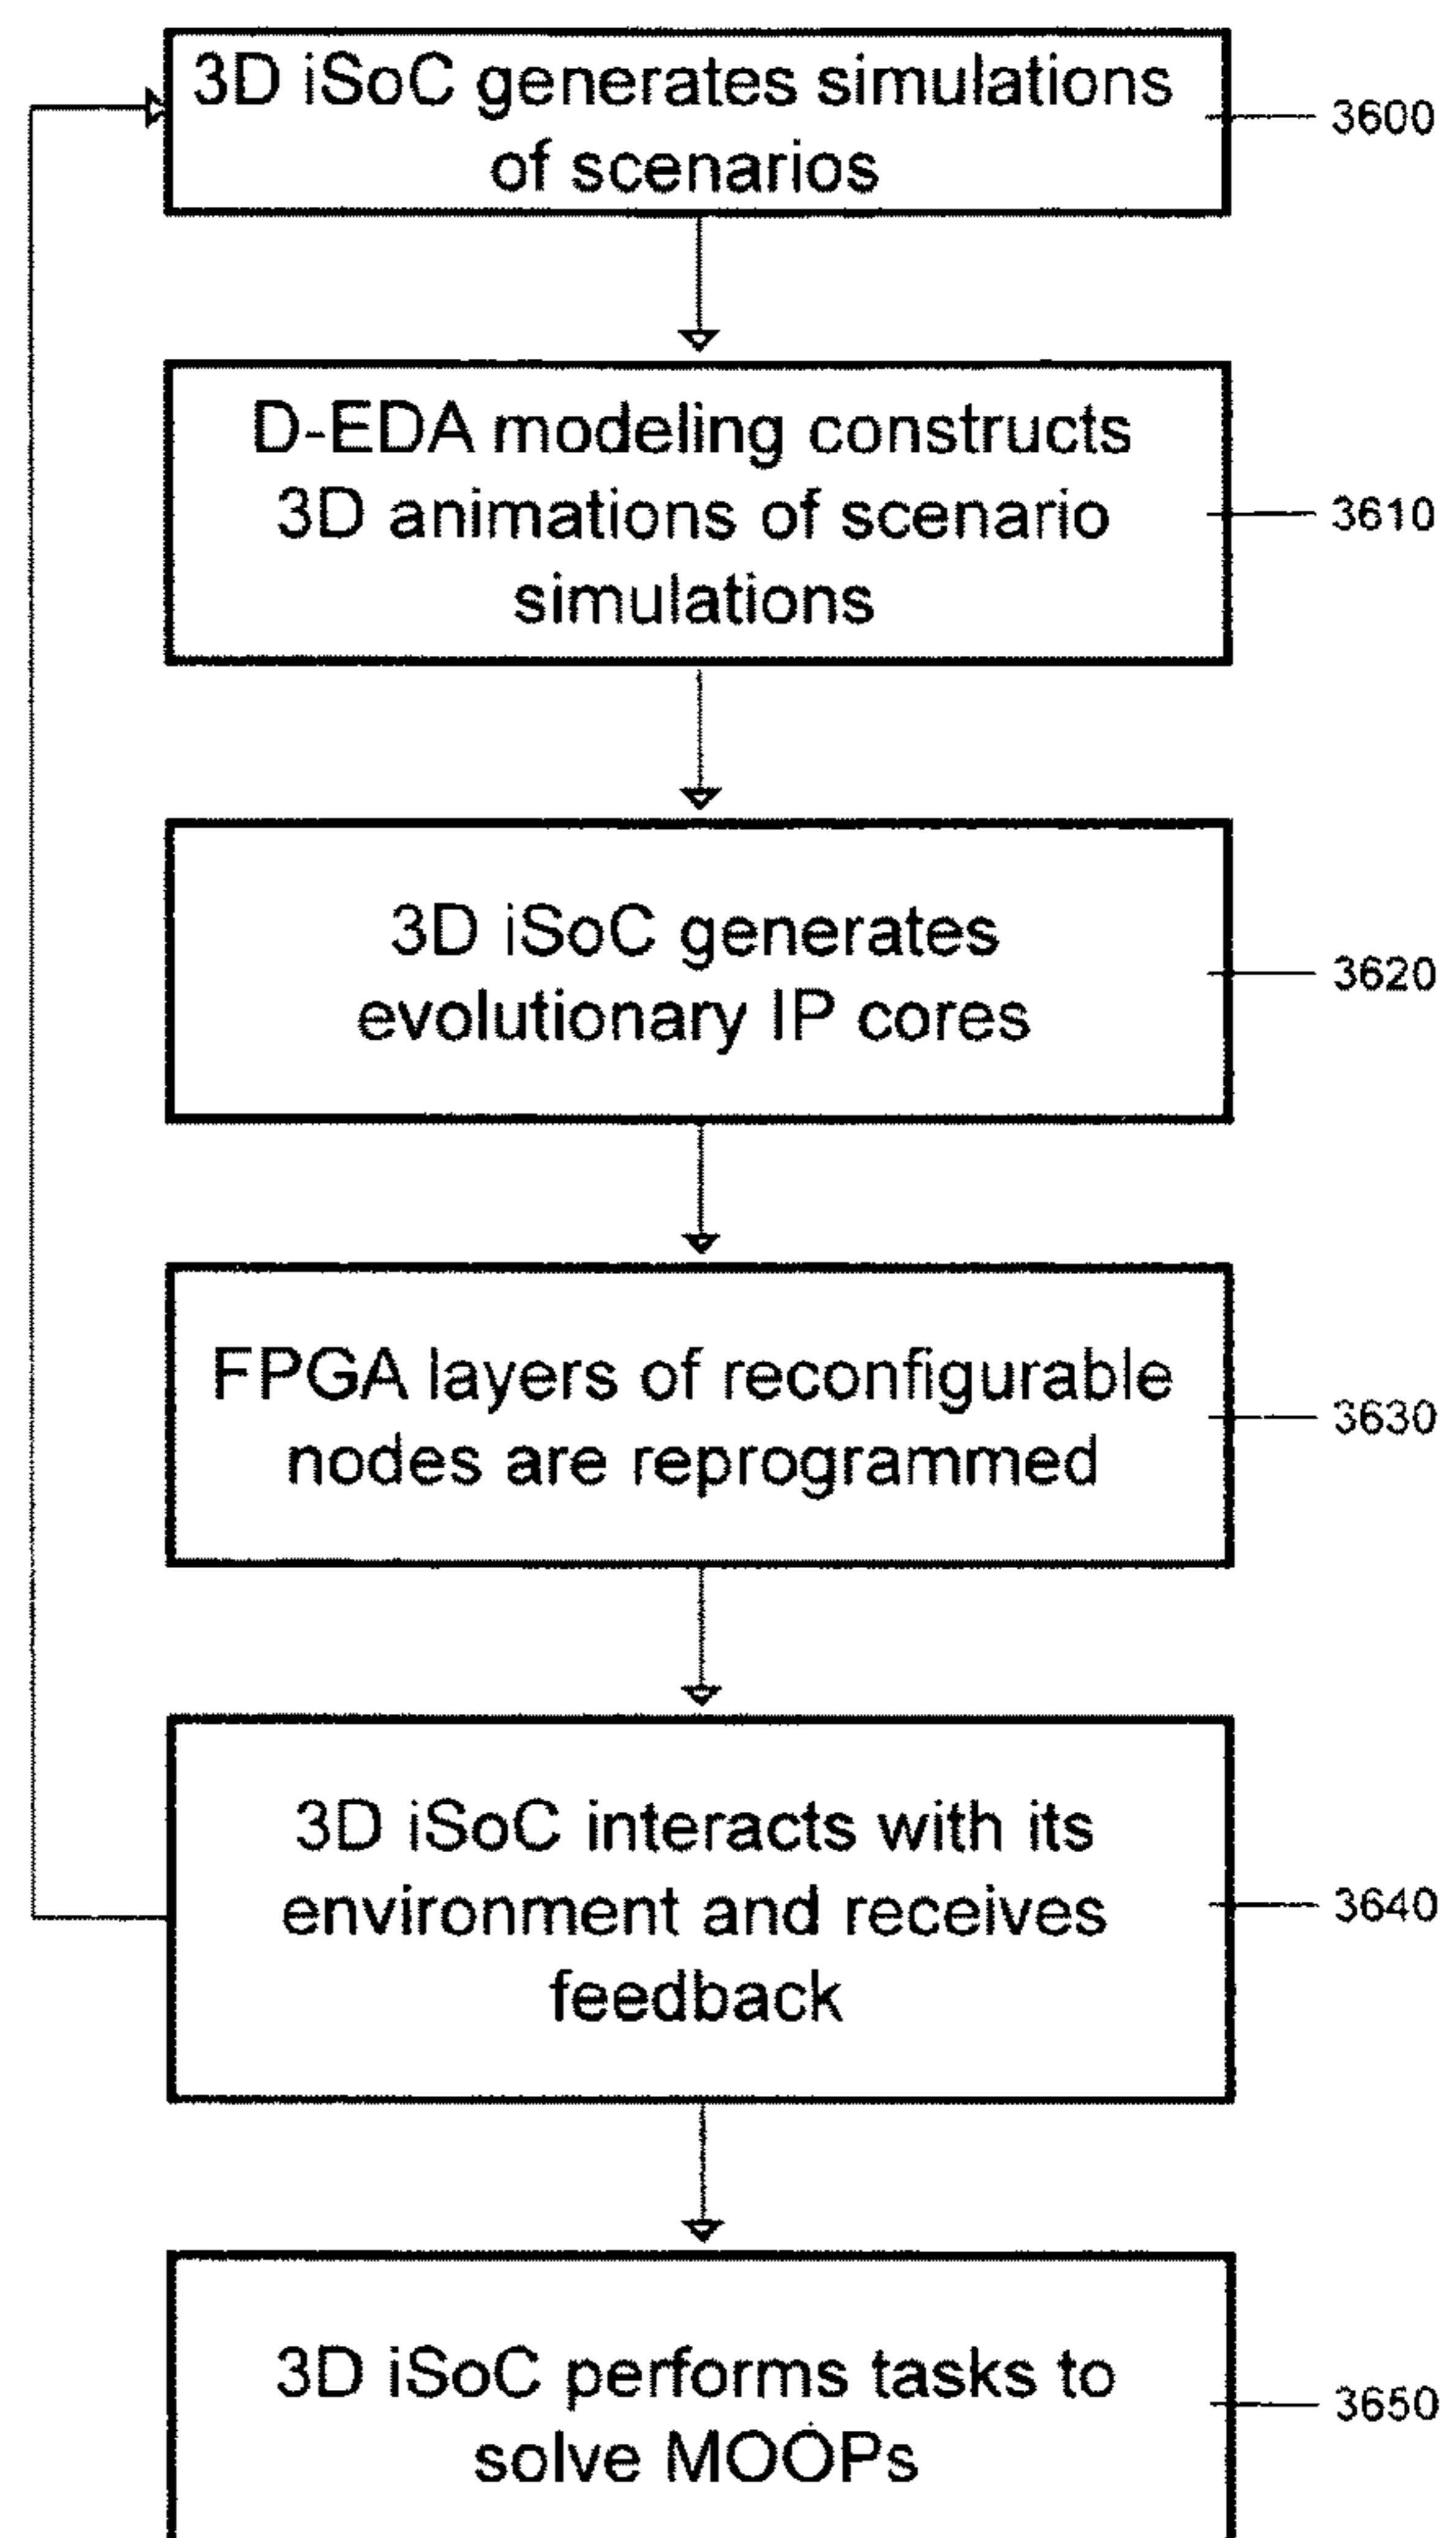 3D iSoC generates simulations
of scenarios
3600
D-EDA modeling constructs
3D animations of scenario
simulations
3610
3D iSoC generates
evolutionary IP cores
3620
FPGA layers of reconfigurable
nodes are reprogrammed
3630
3D iSoC interacts with its
environment and receives
feedback
3640
3D iSoC performs tasks to
solve MOOPs
3650